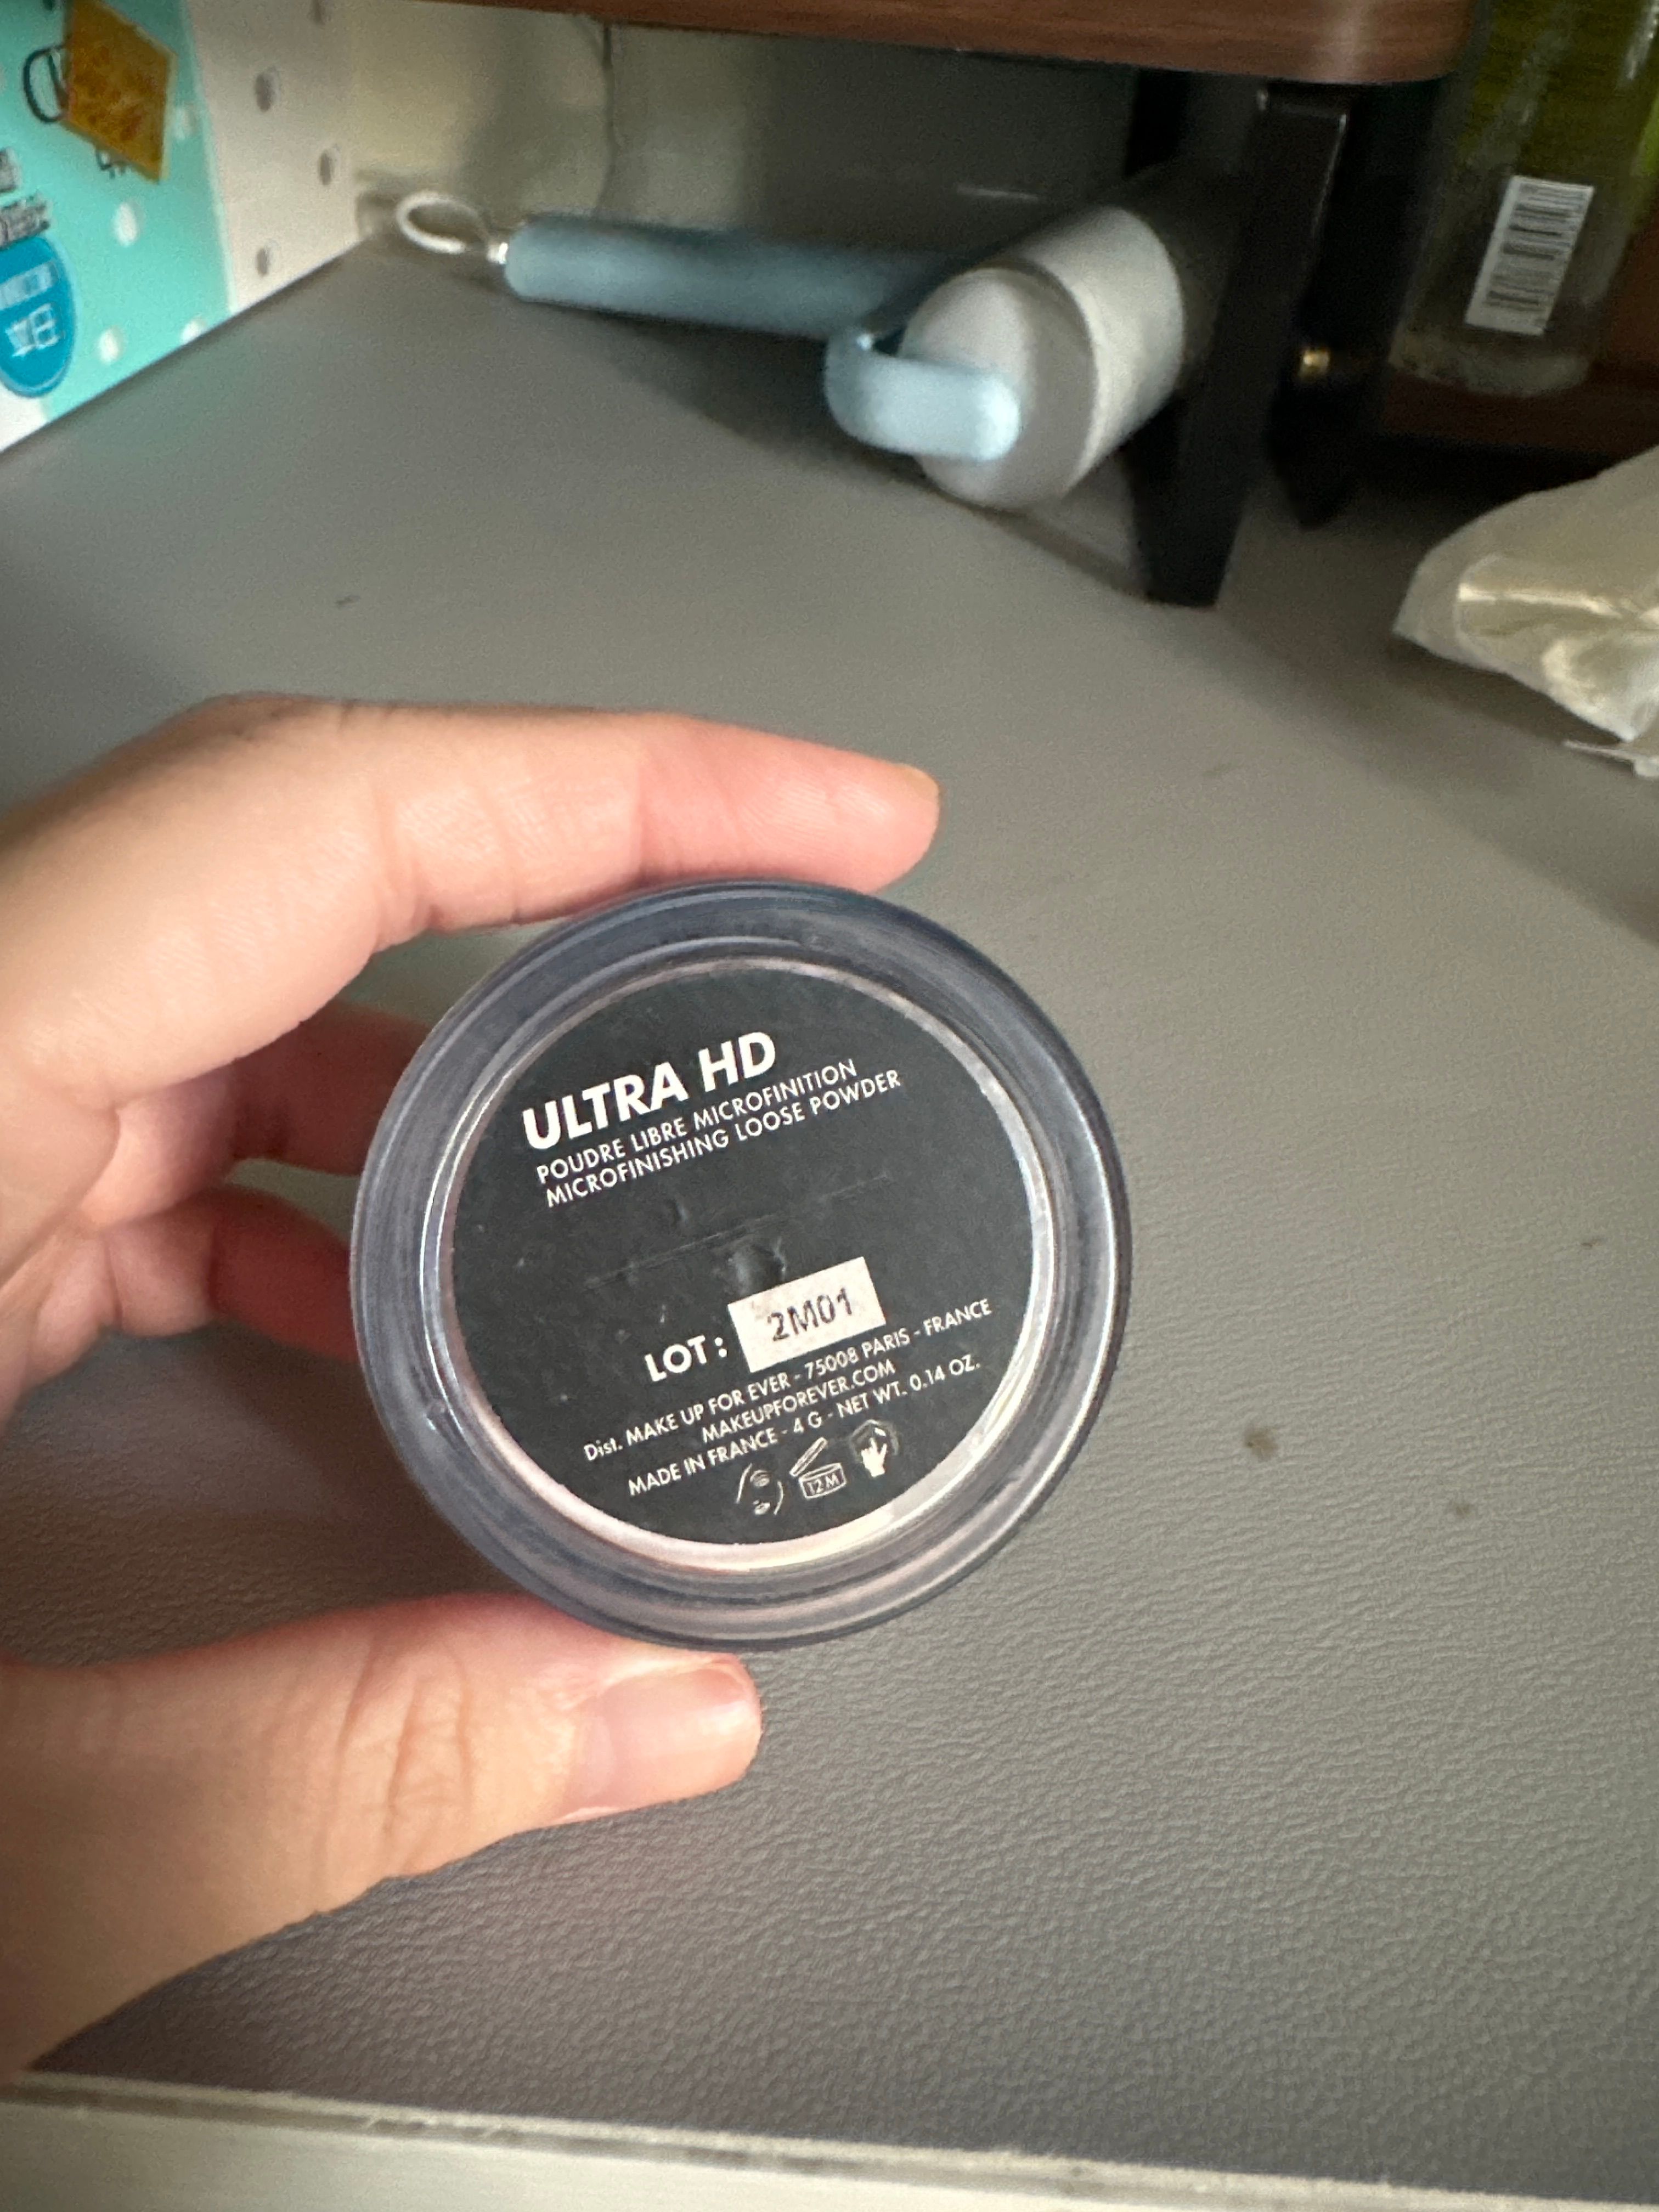 ULTRA HD
POUDRE LIBRE MICROFINITION
MICROFINISHING LOOSE POWDER
LOT: 2M01
Dist. MAKE UP FOR EVER - 75008 PARIS - FRANCE
MAKEUPFOREVER.COM
MADE IN FRANCE - 4 G - NET WT. 0.14 OZ.
12M